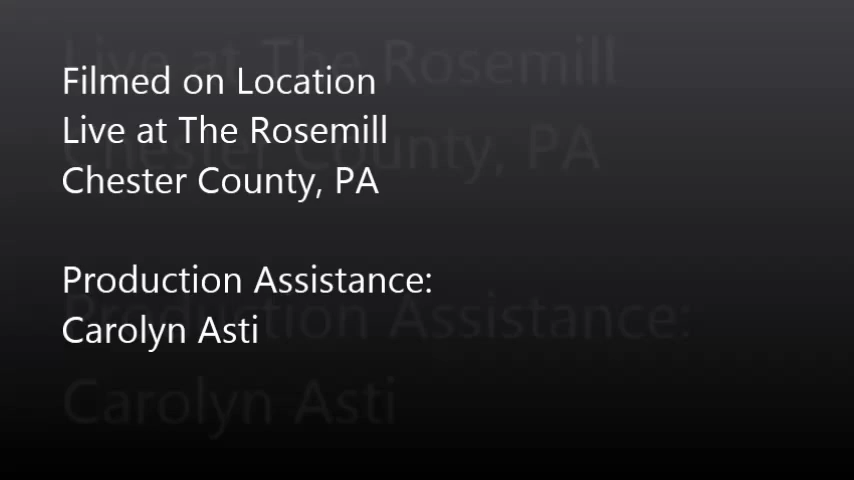 Filmed on Location
Live at The Rosemill
Chester County, PA
Production Assistance:
Carolyn Asti